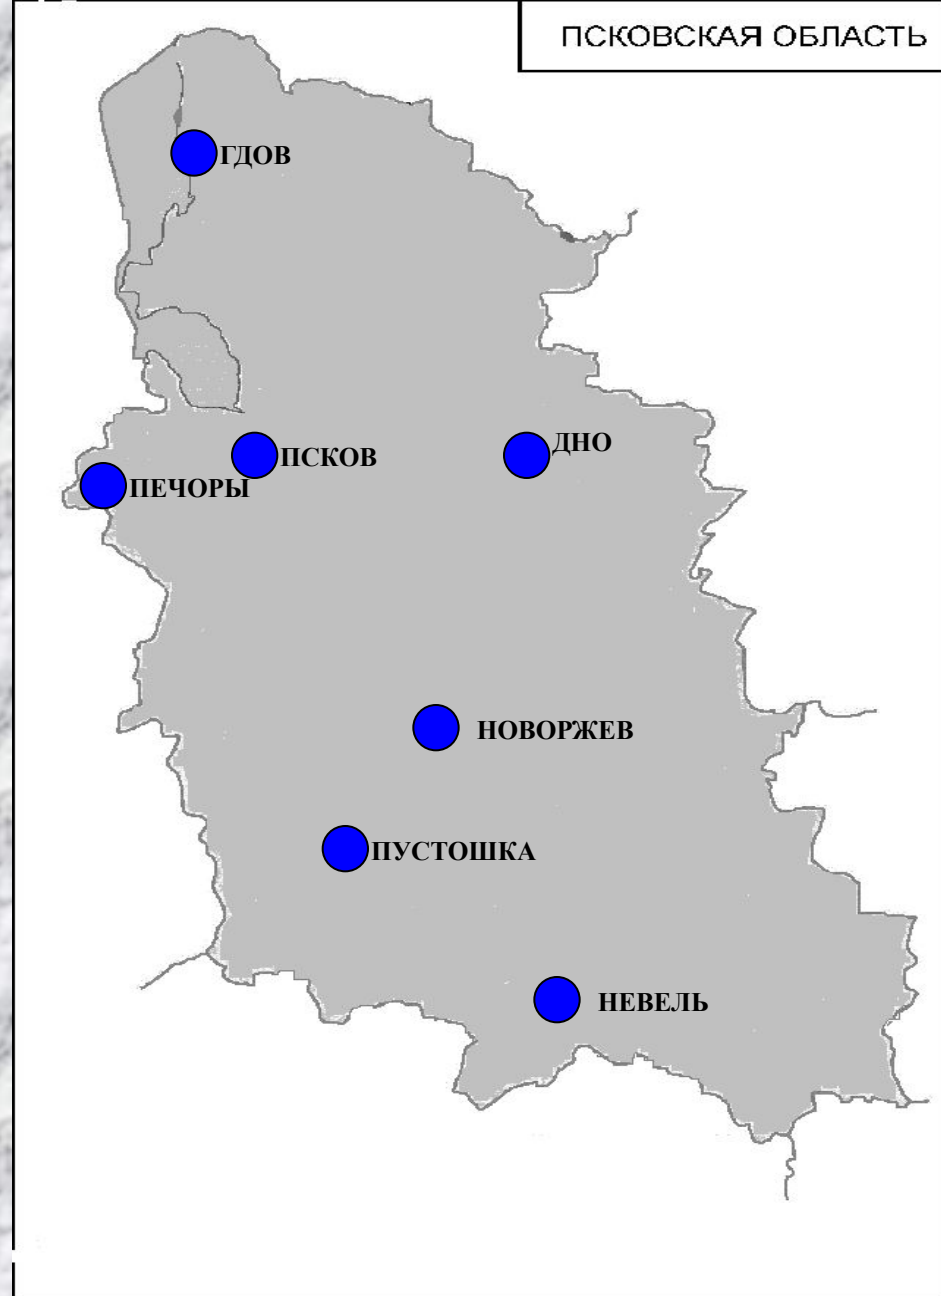 ПСКОВСКАЯ ОБЛАСТЬ
ГДОВ
ДНО
ПСКОВ
ПЕЧОРЫ
НОВОРЖЕВ
ПУСТОШКА
НЕВЕЛЬ